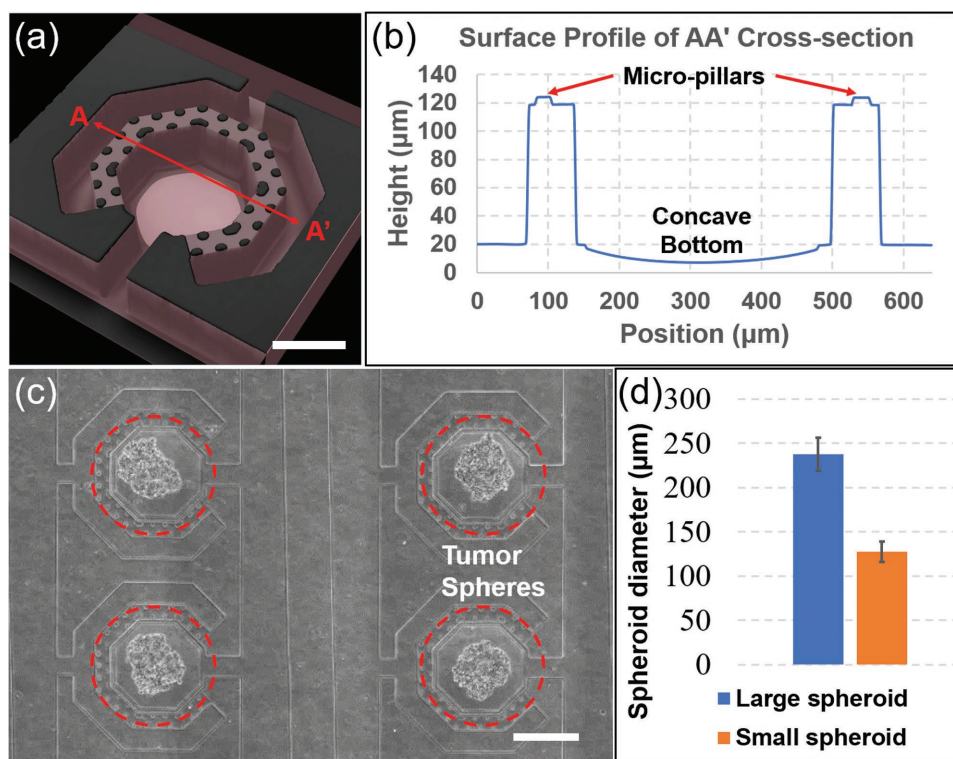 (a)
A
A'
(b)
Surface Profile of AA' Cross-section
Height (µm)
140
120
100
80
60
40
20
0
Micro-pillars
Concave
Bottom
0 100 200 300 400 500 600
Position (µm)
(c)
Tumor
Spheres
(d)
Spheroid diameter (µm)
300
250
200
150
100
50
0
Large spheroid
Small spheroid